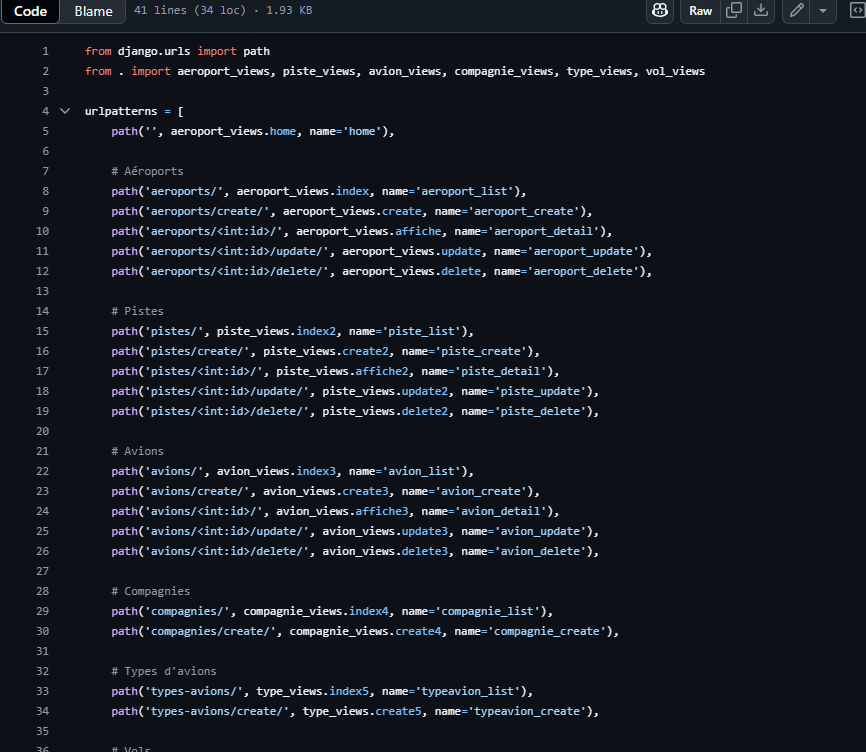 Code Blame 41 lines (34 loc) · 1.93 KB Raw
1 from django.urls import path
2 from . import aeroport_views, piste_views, avion_views, compagnie_views, type_views, vol_views
3
4 urlpatterns = [
5     path('', aeroport_views.home, name='home'),
6
7     # Aéroports
8     path('aeroports/', aeroport_views.index, name='aeroport_list'),
9     path('aeroports/create/', aeroport_views.create, name='aeroport_create'),
10     path('aeroports/<int:id>/', aeroport_views.affiche, name='aeroport_detail'),
11     path('aeroports/<int:id>/update/', aeroport_views.update, name='aeroport_update'),
12     path('aeroports/<int:id>/delete/', aeroport_views.delete, name='aeroport_delete'),
13
14     # Pistes
15     path('pistes/', piste_views.index2, name='piste_list'),
16     path('pistes/create/', piste_views.create2, name='piste_create'),
17     path('pistes/<int:id>/', piste_views.affiche2, name='piste_detail'),
18     path('pistes/<int:id>/update/', piste_views.update2, name='piste_update'),
19     path('pistes/<int:id>/delete/', piste_views.delete2, name='piste_delete'),
20
21     # Avions
22     path('avions/', avion_views.index3, name='avion_list'),
23     path('avions/create/', avion_views.create3, name='avion_create'),
24     path('avions/<int:id>/', avion_views.affiche3, name='avion_detail'),
25     path('avions/<int:id>/update/', avion_views.update3, name='avion_update'),
26     path('avions/<int:id>/delete/', avion_views.delete3, name='avion_delete'),
27
28     # Compagnies
29     path('compagnies/', compagnie_views.index4, name='compagnie_list'),
30     path('compagnies/create/', compagnie_views.create4, name='compagnie_create'),
31
32     # Types d'avions
33     path('types-avions/', type_views.index5, name='typeavion_list'),
34     path('types-avions/create/', type_views.create5, name='typeavion_create'),
35
36     # Vols